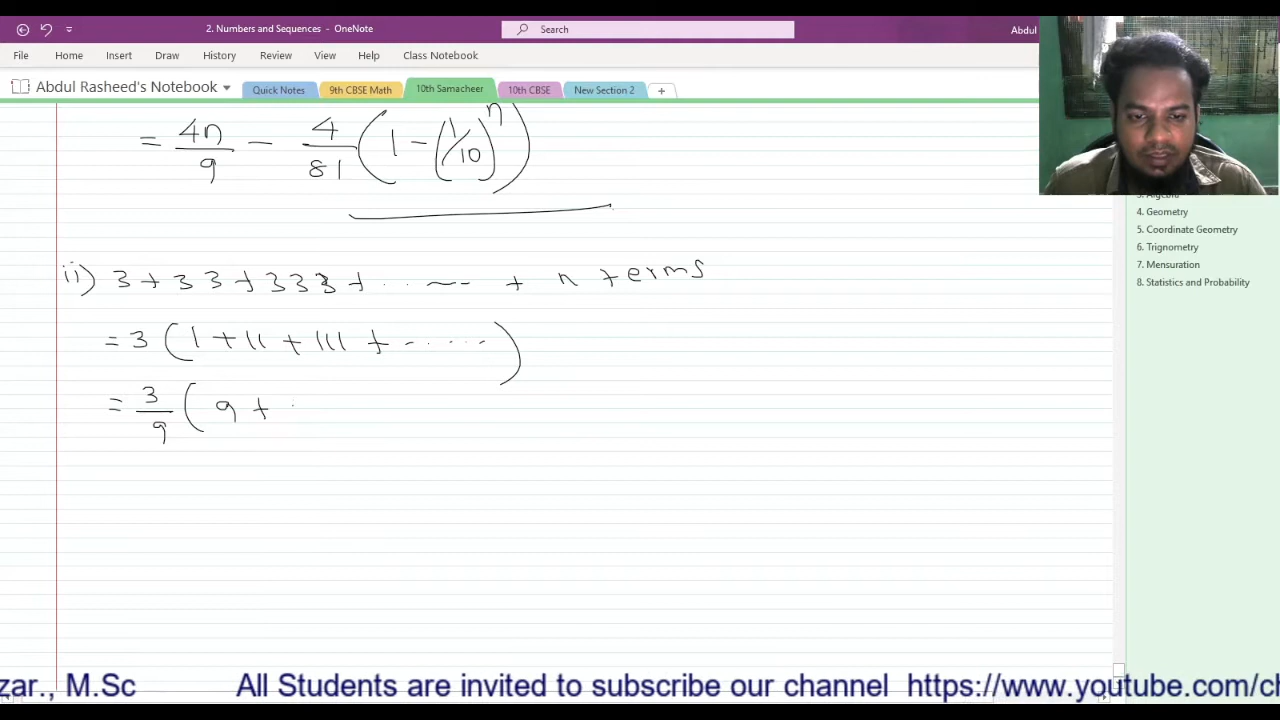 2. Numbers and Sequences - OneNote
Search
Abdul
File Home Insert Draw History Review View Help Class Notebook
Abdul Rasheed's Notebook Quick Notes 9th CBSE Math 10th Samacheer 10th CBSE New Section 2 +
= 4n/9 - 4/81 (1 - (1/10)^n)
ii) 3 + 33 + 333 + ...... + n terms
= 3 (1 + 11 + 111 + ......)
= 3/9 ( 9 +
3. Algebra
4. Geometry
5. Coordinate Geometry
6. Trignometry
7. Mensuration
8. Statistics and Probability
zar., M.Sc All Students are invited to subscribe our channel https://www.youtube.com/ch